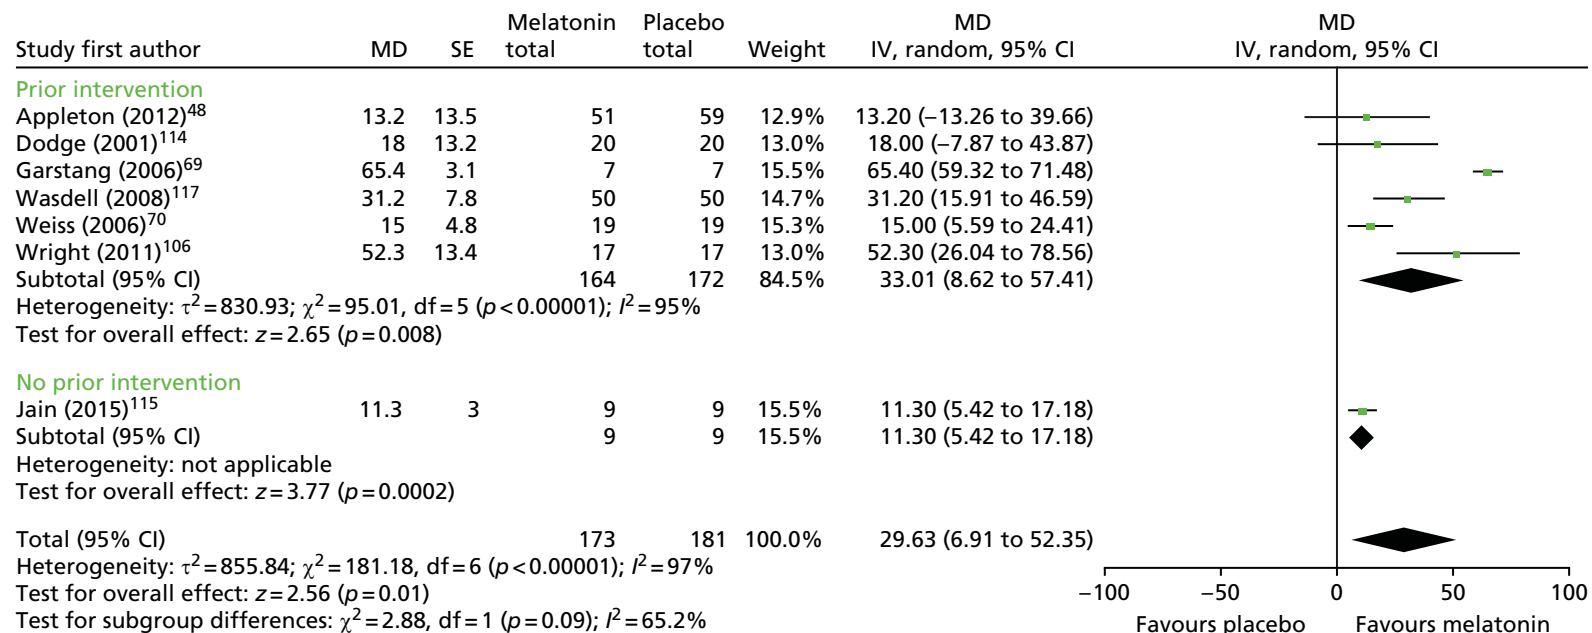 Melatonin Placebo MD MD
Study first author MD SE total total Weight IV, random, 95% CI IV, random, 95% CI
Prior intervention
Appleton (2012)48 13.2 13.5 51 59 12.9% 13.20 (−13.26 to 39.66)
Dodge (2001)114 18 13.2 20 20 13.0% 18.00 (−7.87 to 43.87)
Garstang (2006)69 65.4 3.1 7 7 15.5% 65.40 (59.32 to 71.48)
Wasdell (2008)117 31.2 7.8 50 50 14.7% 31.20 (15.91 to 46.59)
Weiss (2006)70 15 4.8 19 19 15.3% 15.00 (5.59 to 24.41)
Wright (2011)106 52.3 13.4 17 17 13.0% 52.30 (26.04 to 78.56)
Subtotal (95% CI) 164 172 84.5% 33.01 (8.62 to 57.41)
Heterogeneity: τ2=830.93; χ2=95.01, df=5 (p<0.00001); I2=95%
Test for overall effect: z=2.65 (p=0.008)
No prior intervention
Jain (2015)115 11.3 3 9 9 15.5% 11.30 (5.42 to 17.18)
Subtotal (95% CI) 9 9 15.5% 11.30 (5.42 to 17.18)
Heterogeneity: not applicable
Test for overall effect: z=3.77 (p=0.0002)
Total (95% CI) 173 181 100.0% 29.63 (6.91 to 52.35)
Heterogeneity: τ2=855.84; χ2=181.18, df=6 (p<0.00001); I2=97%
Test for overall effect: z=2.56 (p=0.01)
Test for subgroup differences: χ2=2.88, df=1 (p=0.09); I2=65.2%
−100 −50 0 50 100
Favours placebo Favours melatonin